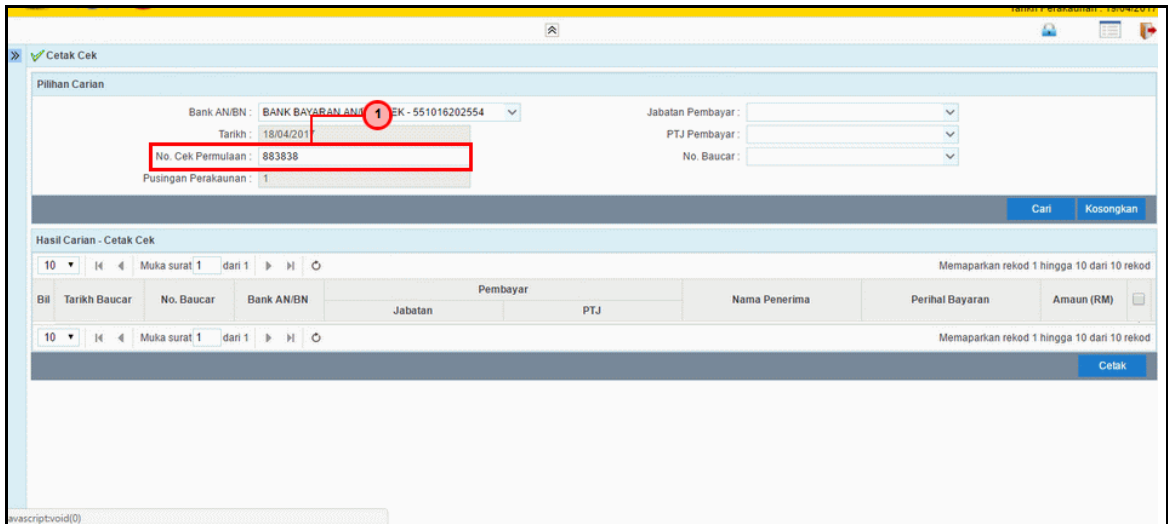 Tarikh Perakaunan : 19/04/2017
Cetak Cek
Pilihan Carian
Bank AN/BN : BANK BAYARAN AN/ 1 EK - 551016202554 Jabatan Pembayar :
Tarikh : 18/04/2017 PTJ Pembayar :
No. Cek Permulaan : 883838 No. Baucar :
Pusingan Perakaunan : 1
Cari Kosongkan
Hasil Carian - Cetak Cek
10 Muka surat 1 dari 1 Memaparkan rekod 1 hingga 10 dari 10 rekod
Bil Tarikh Baucar No. Baucar Bank AN/BN Pembayar Nama Penerima Perihal Bayaran Amaun (RM)
Jabatan PTJ
10 Muka surat 1 dari 1 Memaparkan rekod 1 hingga 10 dari 10 rekod
Cetak
avascript:void(0)